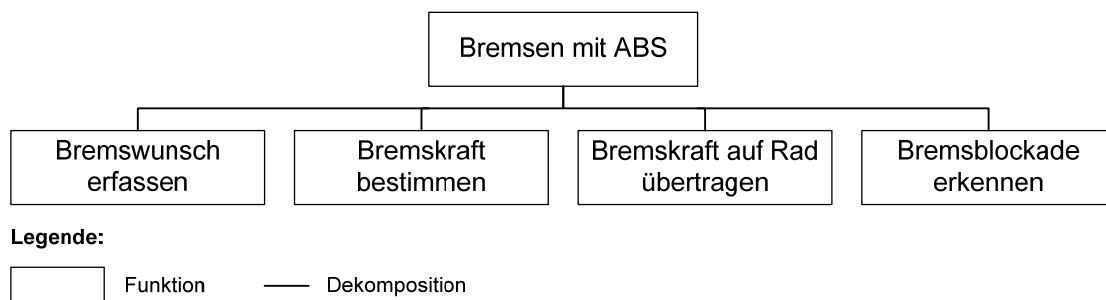 Bremsen mit ABS
Bremswunsch
erfassen
Bremskraft
bestimmen
Bremskraft auf Rad
übertragen
Bremsblockade
erkennen
Legende:
Funktion
Dekomposition